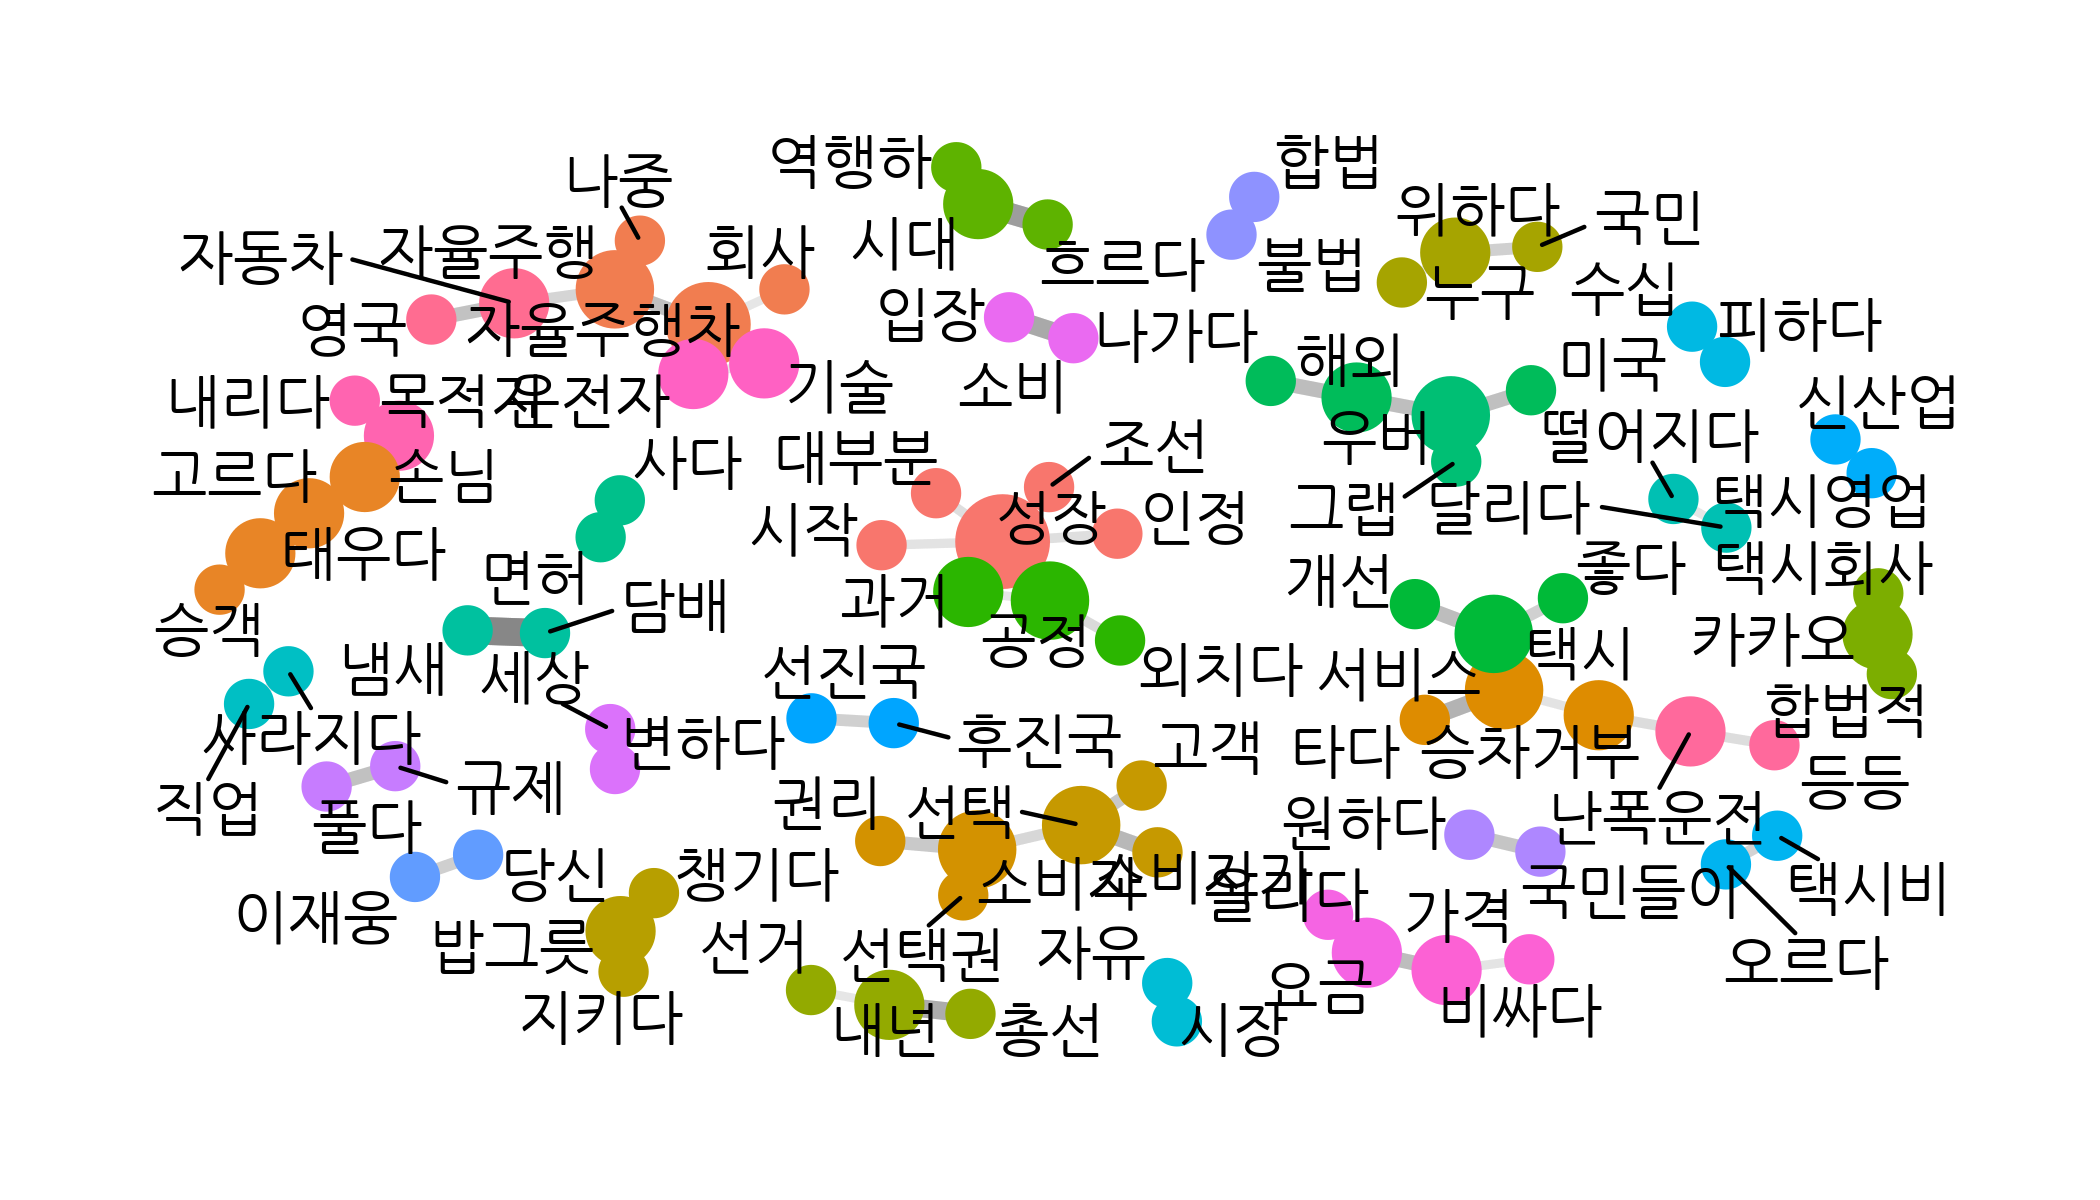 역행하
합법
나중
위하다
국민
시대
자동차
자율주행
회사
흐르다
불법
누구
수십
입장
영국
자율주행차
나가다
피하다
해외
미국
내리다
목적지
운전자
기술
소비
신산업
우버
떨어지다
사다
대부분
조선
고르다
손님
그랩
달리다
택시영업
시작
성장
인정
태우다
면허
담배
개선
좋다
택시회사
과거
공정
승객
냄새
세상
선진국
외치다
서비스
택시
카카오
사라지다
변하다
후진국
고객
타다
승차거부
합법적
직업
풀다
규제
권리
선택
원하다
난폭운전
등등
이재웅
당신
챙기다
소비자
올리다
가격
국민들이
택시비
밥그릇
선거
선택권
자유
요금
오르다
지키다
내년
총선
시장
비싸다